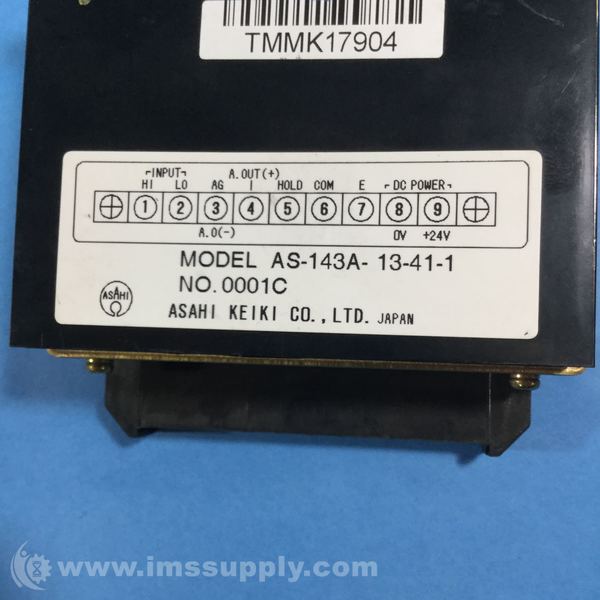 TMMK17904
INPUT
A.OUT(+)
HI LO AG I HOLD COM E DC POWER
1 2 3 4 5 6 7 8 9
A.O(-) 0V +24V
MODEL AS-143A- 13-41-1
NO.0001C
ASAHI
ASAHI KEIKI CO., LTD. JAPAN
IMS
www.imssupply.com